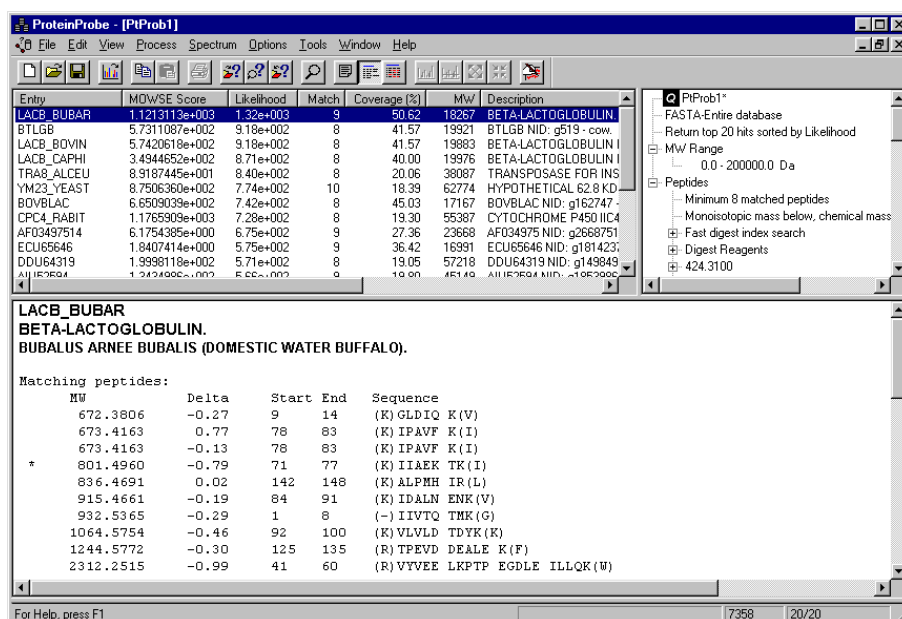 ProteinProbe - [PtProb1]
File Edit View Process Spectrum Options Tools Window Help
Entry MOWSE Score Likelihood Match Coverage (%) MW Description
LACB_BUBAR 1.1213113e+003 1.32e+003 9 50.62 18267 BETA-LACTOGLOBULIN.
BTLGB 5.7311087e+002 9.18e+002 8 41.57 19921 BTLGB NID: g519 - cow.
LACB_BOVIN 5.7420618e+002 9.18e+002 8 41.57 19883 BETA-LACTOGLOBULIN I
LACB_CAPHI 3.4944652e+002 8.71e+002 8 40.00 19976 BETA-LACTOGLOBULIN I
TRA8_ALCEU 8.9187445e+001 8.40e+002 8 20.06 38087 TRANSPOSASE FOR INS
YM23_YEAST 8.7506360e+002 7.74e+002 10 18.39 62774 HYPOTHETICAL 62.8 KD
BOVBLAC 6.6509039e+002 7.42e+002 8 45.03 17167 BOVBLAC NID: g162747 -
CPC4_RABIT 1.1765909e+003 7.28e+002 8 19.30 55387 CYTOCHROME P450 IIC4
AF03497514 6.1754385e+000 6.75e+002 9 27.36 23668 AF034975 NID: g2668751
ECU65646 1.8407414e+000 5.75e+002 9 36.42 16991 ECU65646 NID: g181423
DDU64319 1.9998118e+002 5.71e+002 8 19.05 57218 DDU64319 NID: g149849
PtProb1*
FASTA-Entire database
Return top 20 hits sorted by Likelihood
MW Range
0.0 - 200000.0 Da
Peptides
Minimum 8 matched peptides
Monoisotopic mass below, chemical mass
Fast digest index search
Digest Reagents
424.3100
LACB_BUBAR
BETA-LACTOGLOBULIN.
BUBALUS ARNEE BUBALIS (DOMESTIC WATER BUFFALO).
Matching peptides:
MW Delta Start End Sequence
672.3806 -0.27 9 14 (K)GLDIQ K(V)
673.4163 0.77 78 83 (K)IPAVF K(I)
673.4163 -0.13 78 83 (K)IPAVF K(I)
* 801.4960 -0.79 71 77 (K)IIAEK TK(I)
836.4691 0.02 142 148 (K)ALPMH IR(L)
915.4661 -0.19 84 91 (K)IDALN ENK(V)
932.5365 -0.29 1 8 (-)IIVTQ TMK(G)
1064.5754 -0.46 92 100 (K)VLVLD TDYK(K)
1244.5772 -0.30 125 135 (R)TPEVD DEALE K(F)
2312.2515 -0.99 41 60 (R)VYVEE LKPTP EGDLE ILLQK(W)
For Help, press F1 7358 20/20